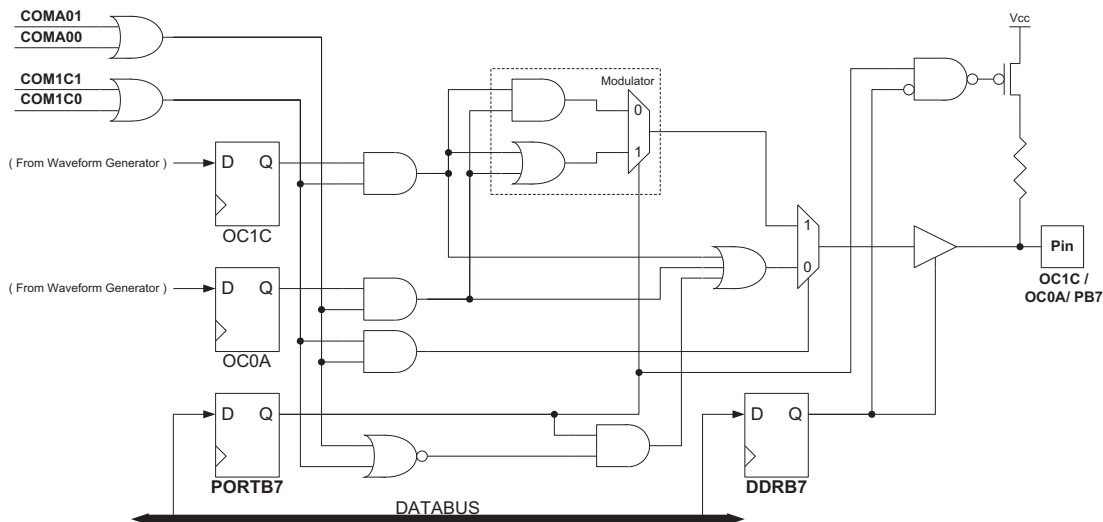 COMA01
COMA00
COM1C1
COM1C0
Vcc
Modulator
0
1
( From Waveform Generator )
D Q
OC1C
1
0
Pin
OC1C /
OC0A/ PB7
( From Waveform Generator )
D Q
OC0A
D Q
PORTB7
D Q
DDRB7
DATABUS